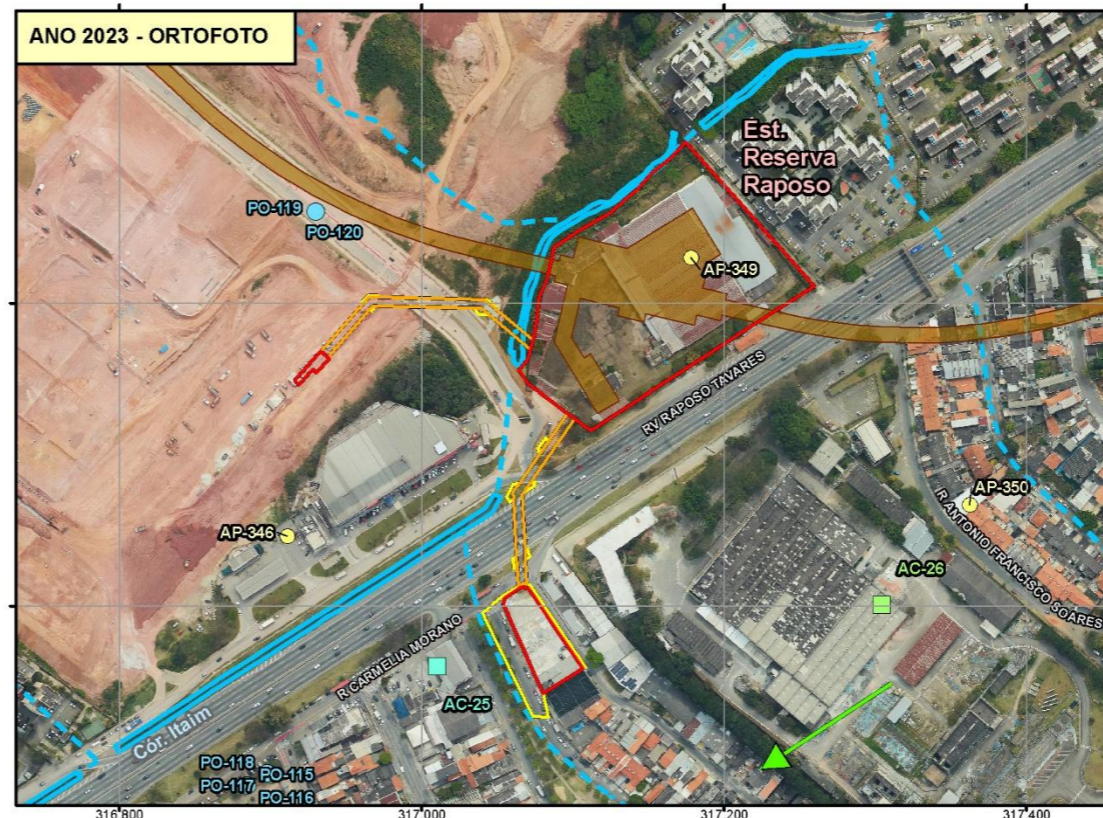 ANO 2023 - ORTOFOTO
Est.
Reserva
Raposo
PO-119
PO-120
AP-349
RV RAPOSO TAVARES
AP-350
AP-346
R ANTONIO FRANCISCO SOARES
AC-26
R CARMELIA MORANO
AC-25
Cór. Itaim
PO-118
PO-115
PO-117
PO-116
316.800
317.000
317.200
317.400